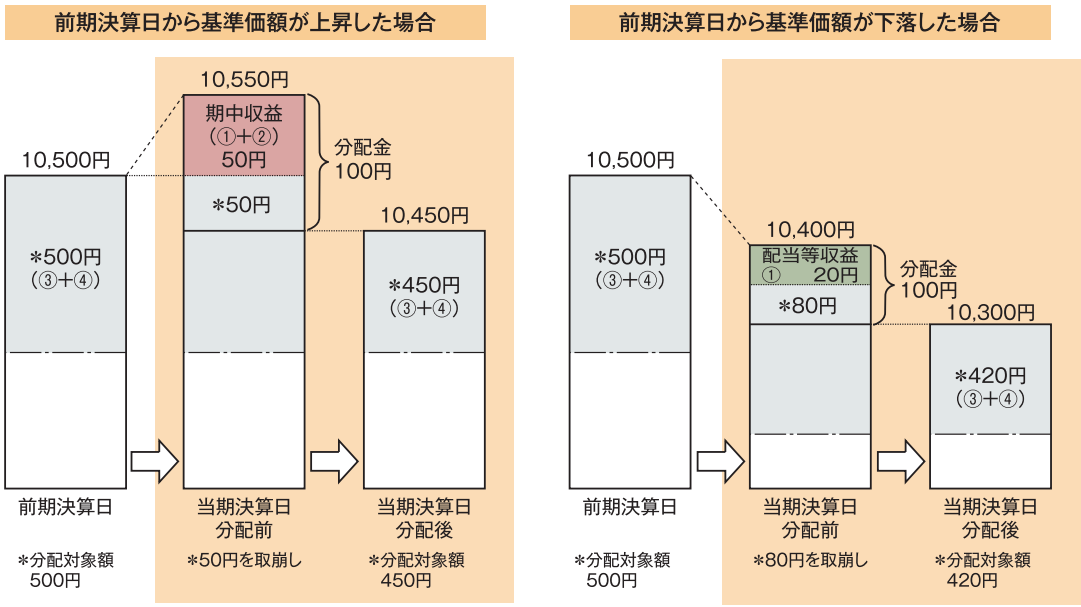 前期決算日から基準価額が上昇した場合
10,550円
期中収益
(①+②)
50円
分配金
100円
10,500円
*50円
10,450円
*500円
(③+④)
*450円
(③+④)
前期決算日
当期決算日
分配前
当期決算日
分配後
*分配対象額
500円
*50円を取崩し
*分配対象額
450円
前期決算日から基準価額が下落した場合
10,500円
10,400円
配当等収益
① 20円
分配金
100円
*500円
(③+④)
*80円
10,300円
*420円
(③+④)
前期決算日
当期決算日
分配前
当期決算日
分配後
*分配対象額
500円
*80円を取崩し
*分配対象額
420円